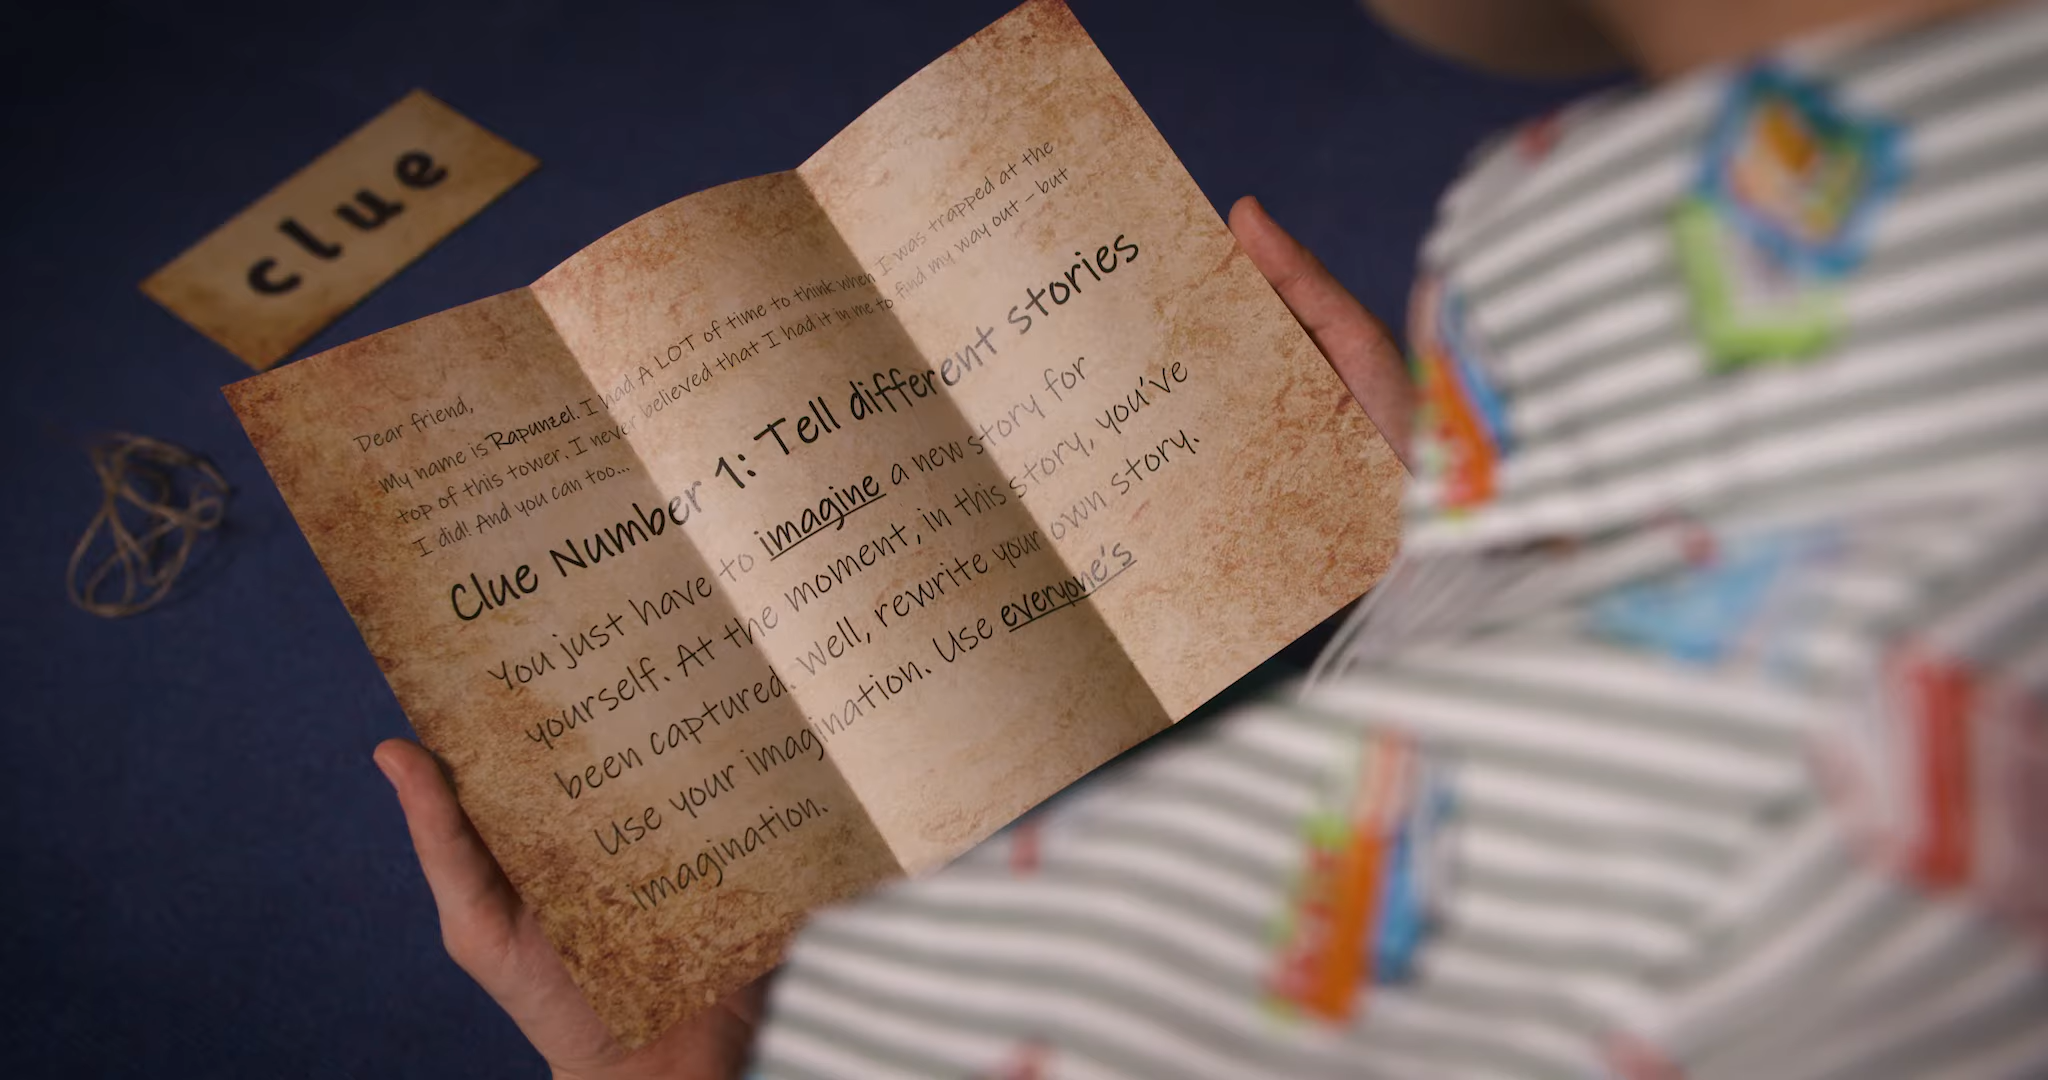 clue
Dear friend,
My name is Rapunzel. I had A LOT of time to think when I was trapped at the
top of this tower. I never believed that I had it in me to find my way out – but
I did! And you can too...
Clue Number 1: Tell different stories
You just have to imagine a new story for
yourself. At the moment, in this story, you've
been captured. Well, rewrite your own story.
Use your imagination. Use everyone's
imagination.